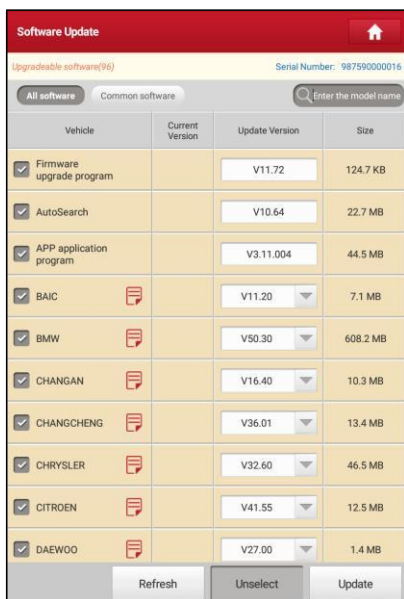 Software Update
Upgradeable software(96)
Serial Number: 987590000016
All software
Common software
Enter the model name
Vehicle
Current
Version
Update Version
Size
Firmware
upgrade program
V11.72
124.7 KB
AutoSearch
V10.64
22.7 MB
APP application
program
V3.11.004
44.5 MB
BAIC
V11.20
7.1 MB
BMW
V50.30
608.2 MB
CHANGAN
V16.40
10.3 MB
CHANGCHENG
V36.01
13.4 MB
CHRYSLER
V32.60
46.5 MB
CITROEN
V41.55
12.5 MB
DAEWOO
V27.00
1.4 MB
Refresh
Unselect
Update